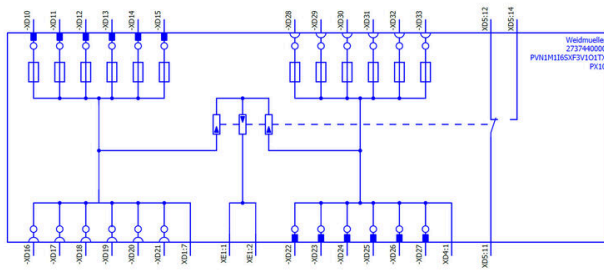 -XD10
-XD11
-XD12
-XD13
-XD14
-XD15
-XD28
-XD29
-XD30
-XD31
-XD32
-XD33
XD5:12
XD5:14
Weidmueller
2737440000
PVN1M1I6SXF3V1O1TX
PX10
-XD16
-XD17
-XD18
-XD19
-XD20
-XD21
XD1:7
XE1:1
XE1:2
-XD22
-XD23
-XD24
-XD25
-XD26
-XD27
XD4:1
XD5:11